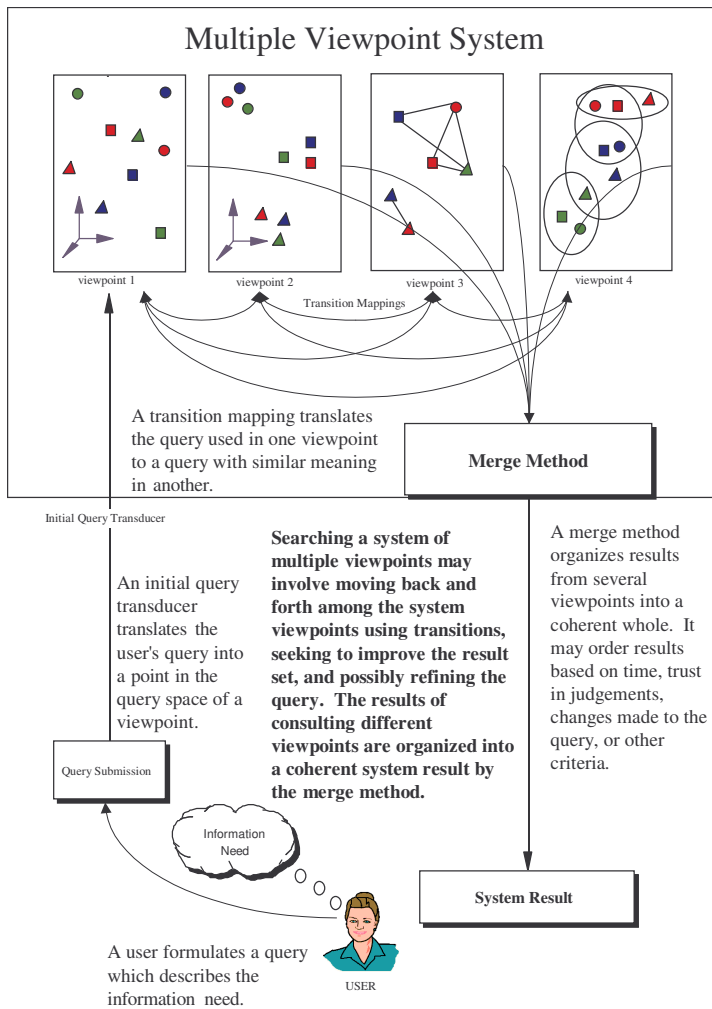 Multiple Viewpoint System
viewpoint 1
viewpoint 2
viewpoint 3
viewpoint 4
Transition Mappings
A transition mapping translates
the query used in one viewpoint
to a query with similar meaning
in another.
Merge Method
Initial Query Transducer
An initial query
transducer
translates the
user's query into
a point in the
query space of a
viewpoint.
Searching a system of
multiple viewpoints may
involve moving back and
forth among the system
viewpoints using transitions,
seeking to improve the result
set, and possibly refining the
query. The results of
consulting different
viewpoints are organized into
a coherent system result by
the merge method.
A merge method
organizes results
from several
viewpoints into a
coherent whole. It
may order results
based on time, trust
in judgements,
changes made to the
query, or other
criteria.
Query Submission
Information
Need
System Result
A user formulates a query
which describes the
information need.
USER